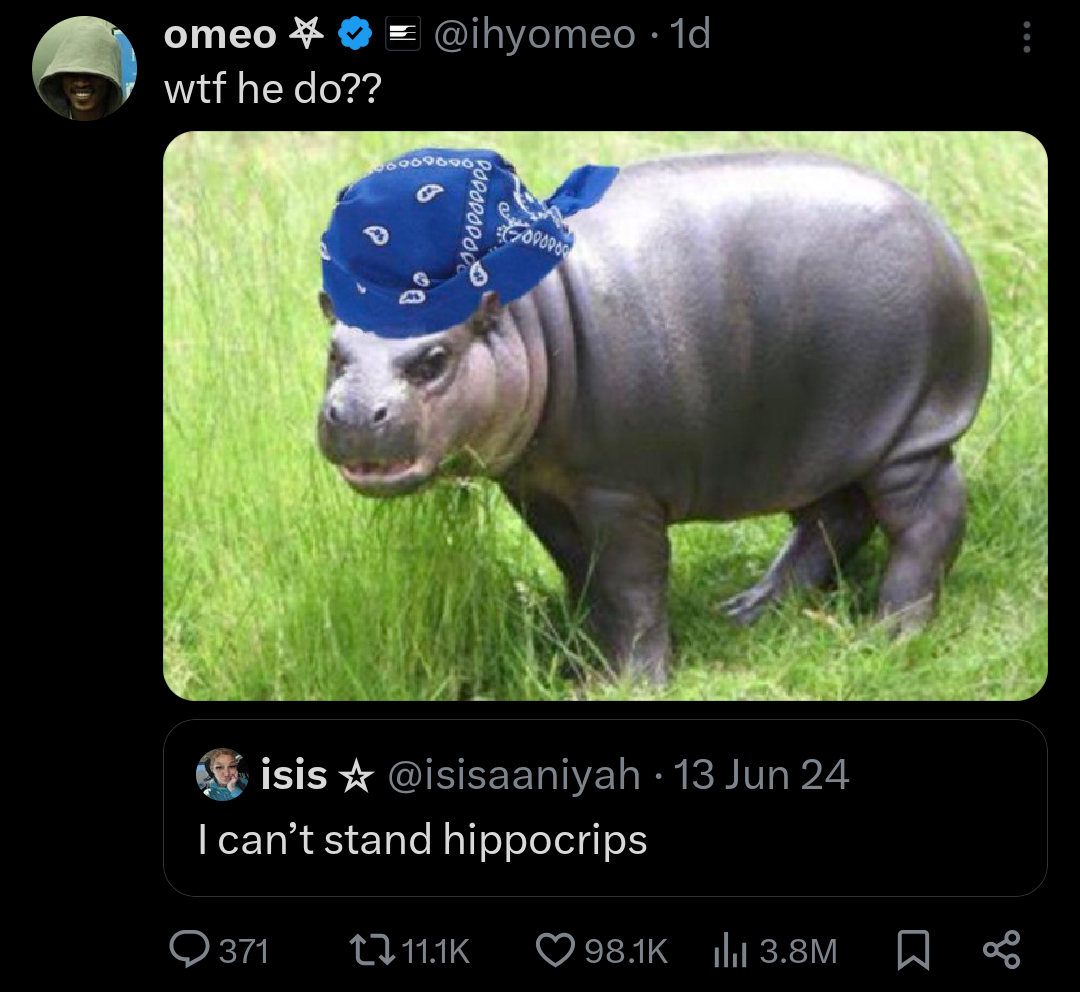 omeo ⛧ @ihyomeo · 1d
wtf he do??
isis ☆ @isisaaniyah · 13 Jun 24
I can’t stand hippocrips
371 11.1K 98.1K 3.8M